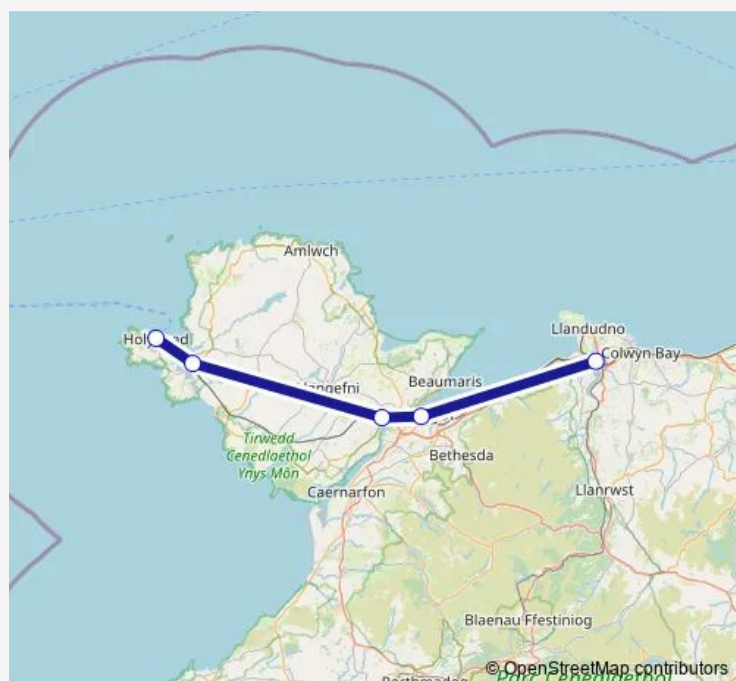 Amlwch
Llandudno
Colwyn Bay
Beaumaris
Tirwedd
Cenedlaethol
Ynys Môn
Bethesda
Caernarfon
Llanrwst
Blaenau Ffestiniog
© OpenStreetMap contributors